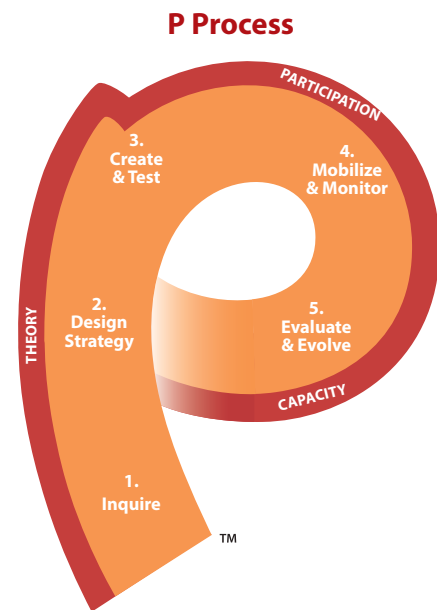 P Process
PARTICIPATION
3.
Create
& Test
4.
Mobilize
& Monitor
THEORY
2.
Design
Strategy
5.
Evaluate
& Evolve
CAPACITY
1.
Inquire
TM